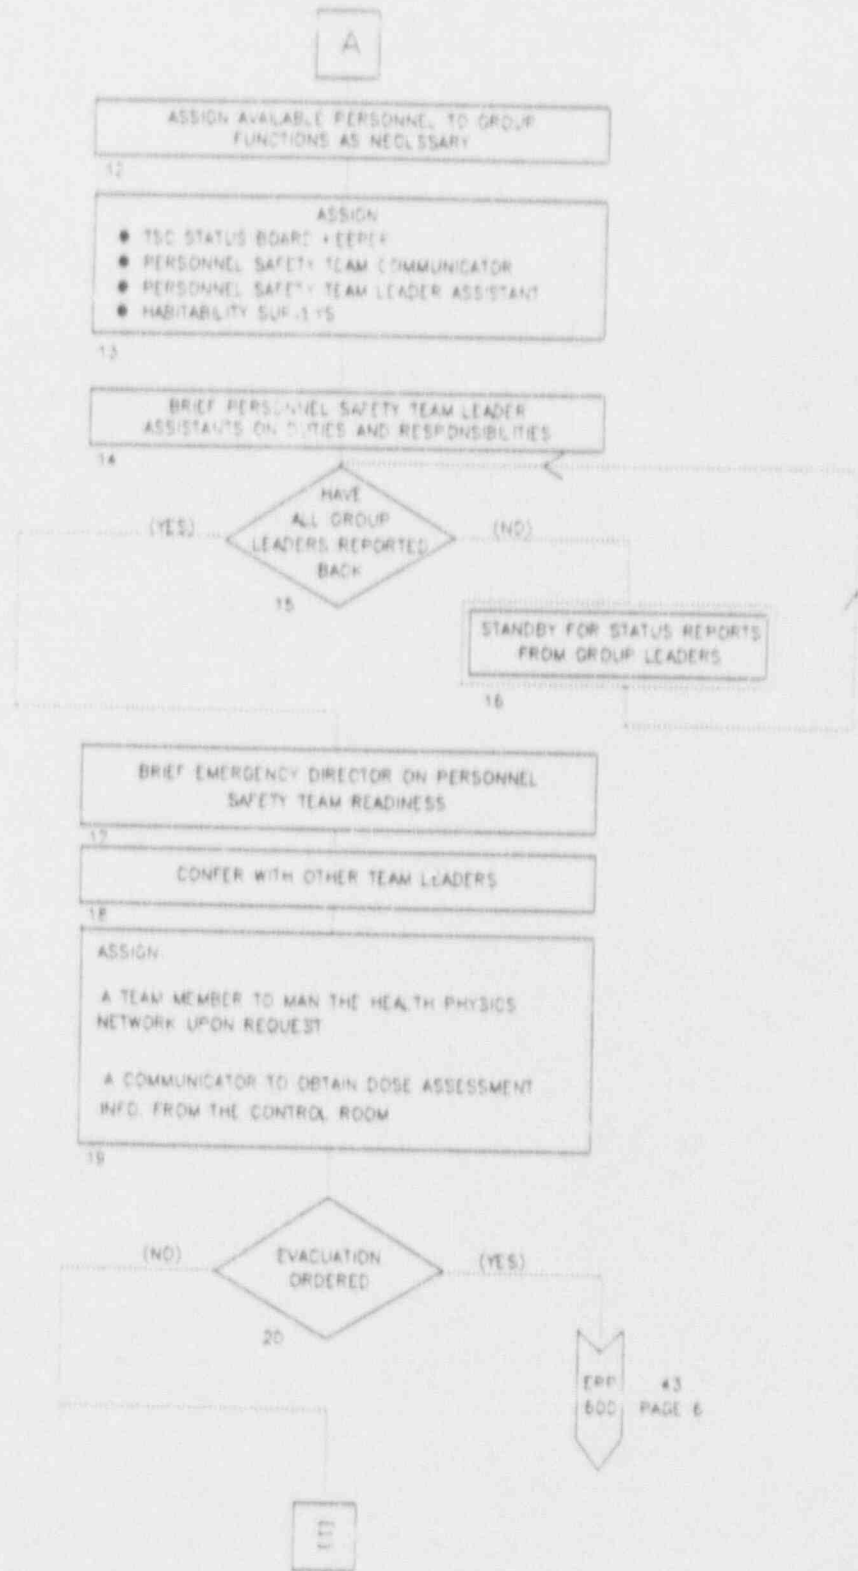 A
ASSIGN AVAILABLE PERSONNEL TO GROUP
FUNCTIONS AS NECESSARY
12
ASSIGN
● TSC STATUS BOARD KEEPER
● PERSONNEL SAFETY TEAM COMMUNICATOR
● PERSONNEL SAFETY TEAM LEADER ASSISTANT
● HABITABILITY SURVEYS
13
BRIEF PERSONNEL SAFETY TEAM LEADER
ASSISTANTS ON DUTIES AND RESPONSIBILITIES
14
HAVE
ALL GROUP
LEADERS REPORTED
BACK
(YES)
(NO)
15
STANDBY FOR STATUS REPORTS
FROM GROUP LEADERS
16
BRIEF EMERGENCY DIRECTOR ON PERSONNEL
SAFETY TEAM READINESS
17
CONFER WITH OTHER TEAM LEADERS
18
ASSIGN
A TEAM MEMBER TO MAN THE HEALTH PHYSICS
NETWORK UPON REQUEST
A COMMUNICATOR TO OBTAIN DOSE ASSESSMENT
INFO. FROM THE CONTROL ROOM
19
(NO)
EVACUATION
ORDERED
(YES)
20
600
43
PAGE 6
E